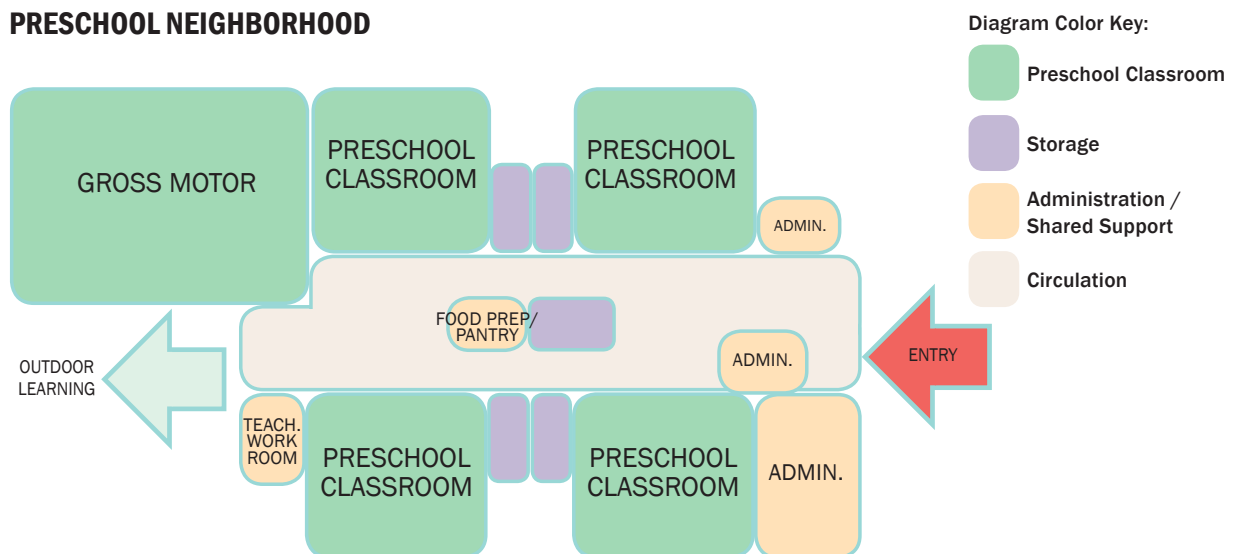 PRESCHOOL NEIGHBORHOOD
Diagram Color Key:
Preschool Classroom
Storage
Administration /
Shared Support
Circulation
GROSS MOTOR
PRESCHOOL
CLASSROOM
PRESCHOOL
CLASSROOM
ADMIN.
FOOD PREP/
PANTRY
ADMIN.
ENTRY
OUTDOOR
LEARNING
TEACH.
WORK
ROOM
PRESCHOOL
CLASSROOM
PRESCHOOL
CLASSROOM
ADMIN.